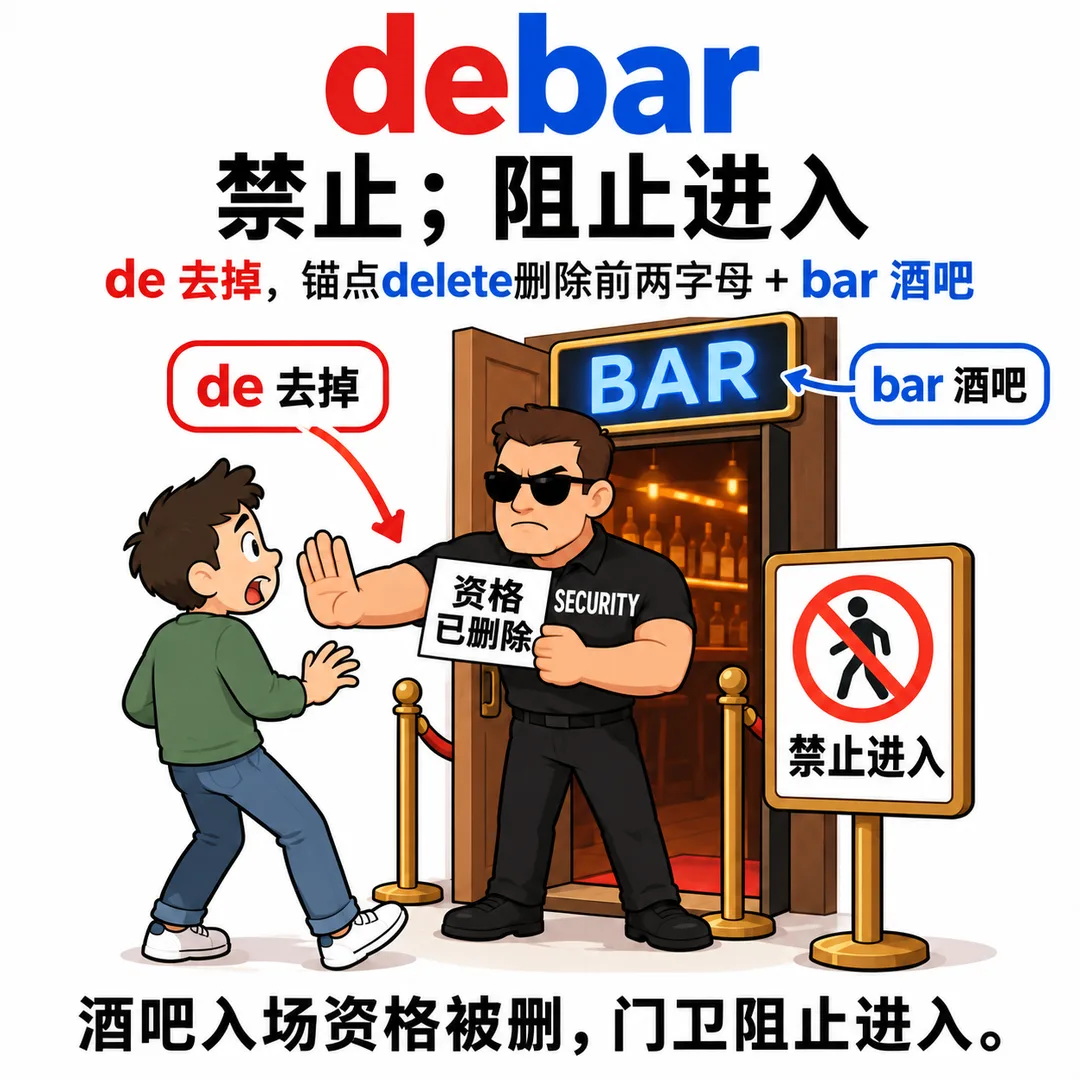 debar
禁止；阻止进入
de 去掉，锚点delete删除前两字母 + bar 酒吧
de 去掉
BAR
bar 酒吧
资格
已删除
SECURITY
禁止进入
酒吧入场资格被删，门卫阻止进入。